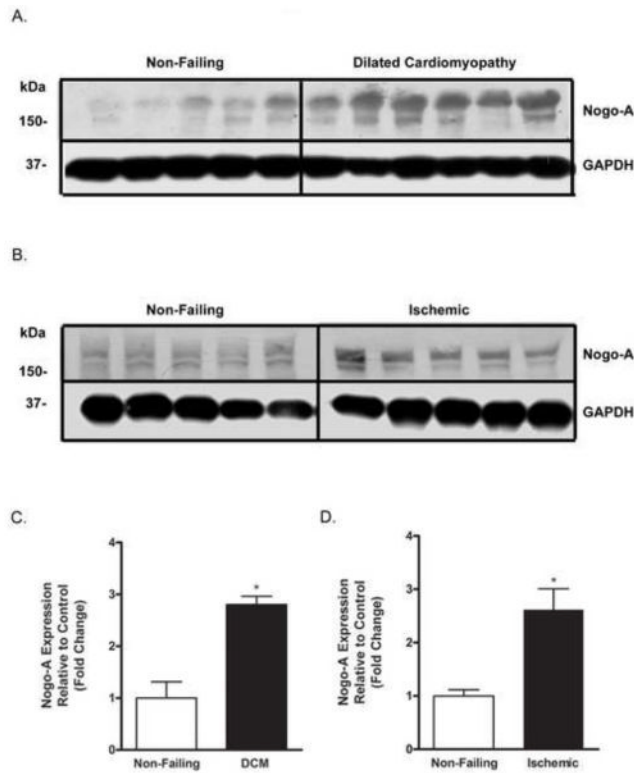 A.
Non-Failing Dilated Cardiomyopathy
kDa
150-
Nogo-A
37-
GAPDH
B.
Non-Failing Ischemic
kDa
150-
Nogo-A
37-
GAPDH
C.
Nogo-A Expression
Relative to Control
(Fold Change)
4
3
2
1
0
*
Non-Failing DCM
D.
Nogo-A Expression
Relative to Control
(Fold Change)
4
3
2
1
0
*
Non-Failing Ischemic